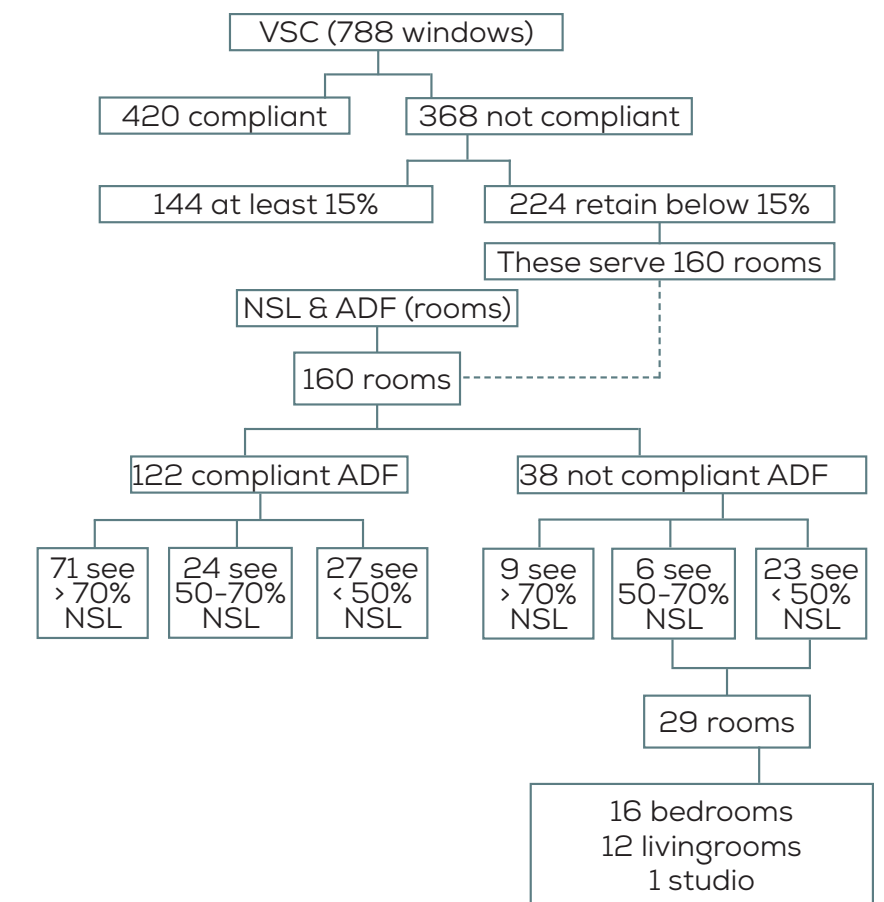 VSC (788 windows)
420 compliant
368 not compliant
144 at least 15%
224 retain below 15%
These serve 160 rooms
NSL & ADF (rooms)
160 rooms
122 compliant ADF
38 not compliant ADF
71 see
> 70%
NSL
24 see
50-70%
NSL
27 see
< 50%
NSL
9 see
> 70%
NSL
6 see
50-70%
NSL
23 see
< 50%
NSL
29 rooms
16 bedrooms
12 livingrooms
1 studio